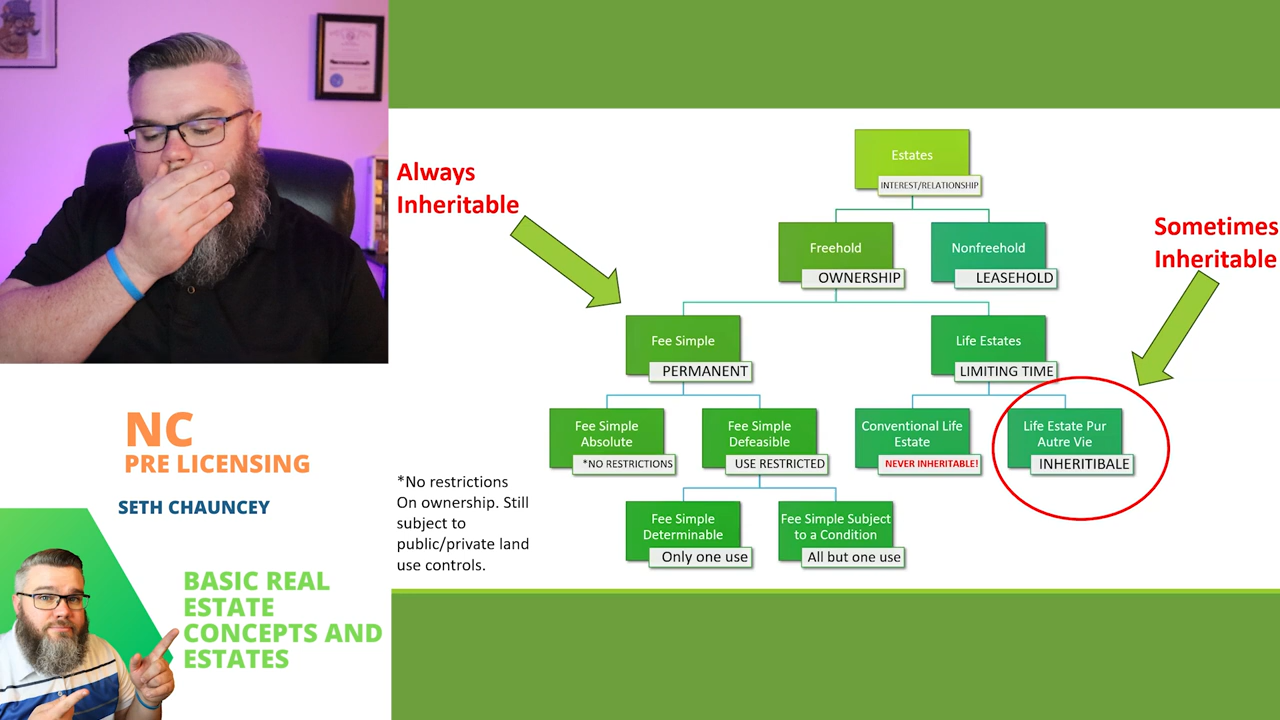 Always
Inheritable
Estates
INTEREST/RELATIONSHIP
Sometimes
Inheritable
Freehold
OWNERSHIP
Nonfreehold
LEASEHOLD
Fee Simple
PERMANENT
Life Estates
LIMITING TIME
Fee Simple
Absolute
*NO RESTRICTIONS
Fee Simple
Defeasible
USE RESTRICTED
Conventional Life
Estate
NEVER INHERITABLE!
Life Estate Pur
Autre Vie
INHERITIBALE
*No restrictions
On ownership. Still
subject to
public/private land
use controls.
Fee Simple
Determinable
Only one use
Fee Simple Subject
to a Condition
All but one use
NC
PRE LICENSING
SETH CHAUNCEY
BASIC REAL
ESTATE
CONCEPTS AND
ESTATES